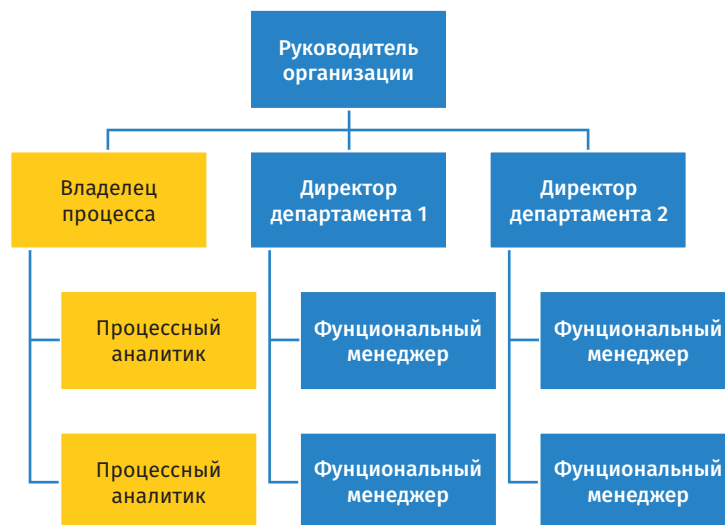 Руководитель
организации
Владелец
процесса
Директор
департамента 1
Директор
департамента 2
Процессный
аналитик
Фунциональный
менеджер
Фунциональный
менеджер
Процессный
аналитик
Фунциональный
менеджер
Фунциональный
менеджер